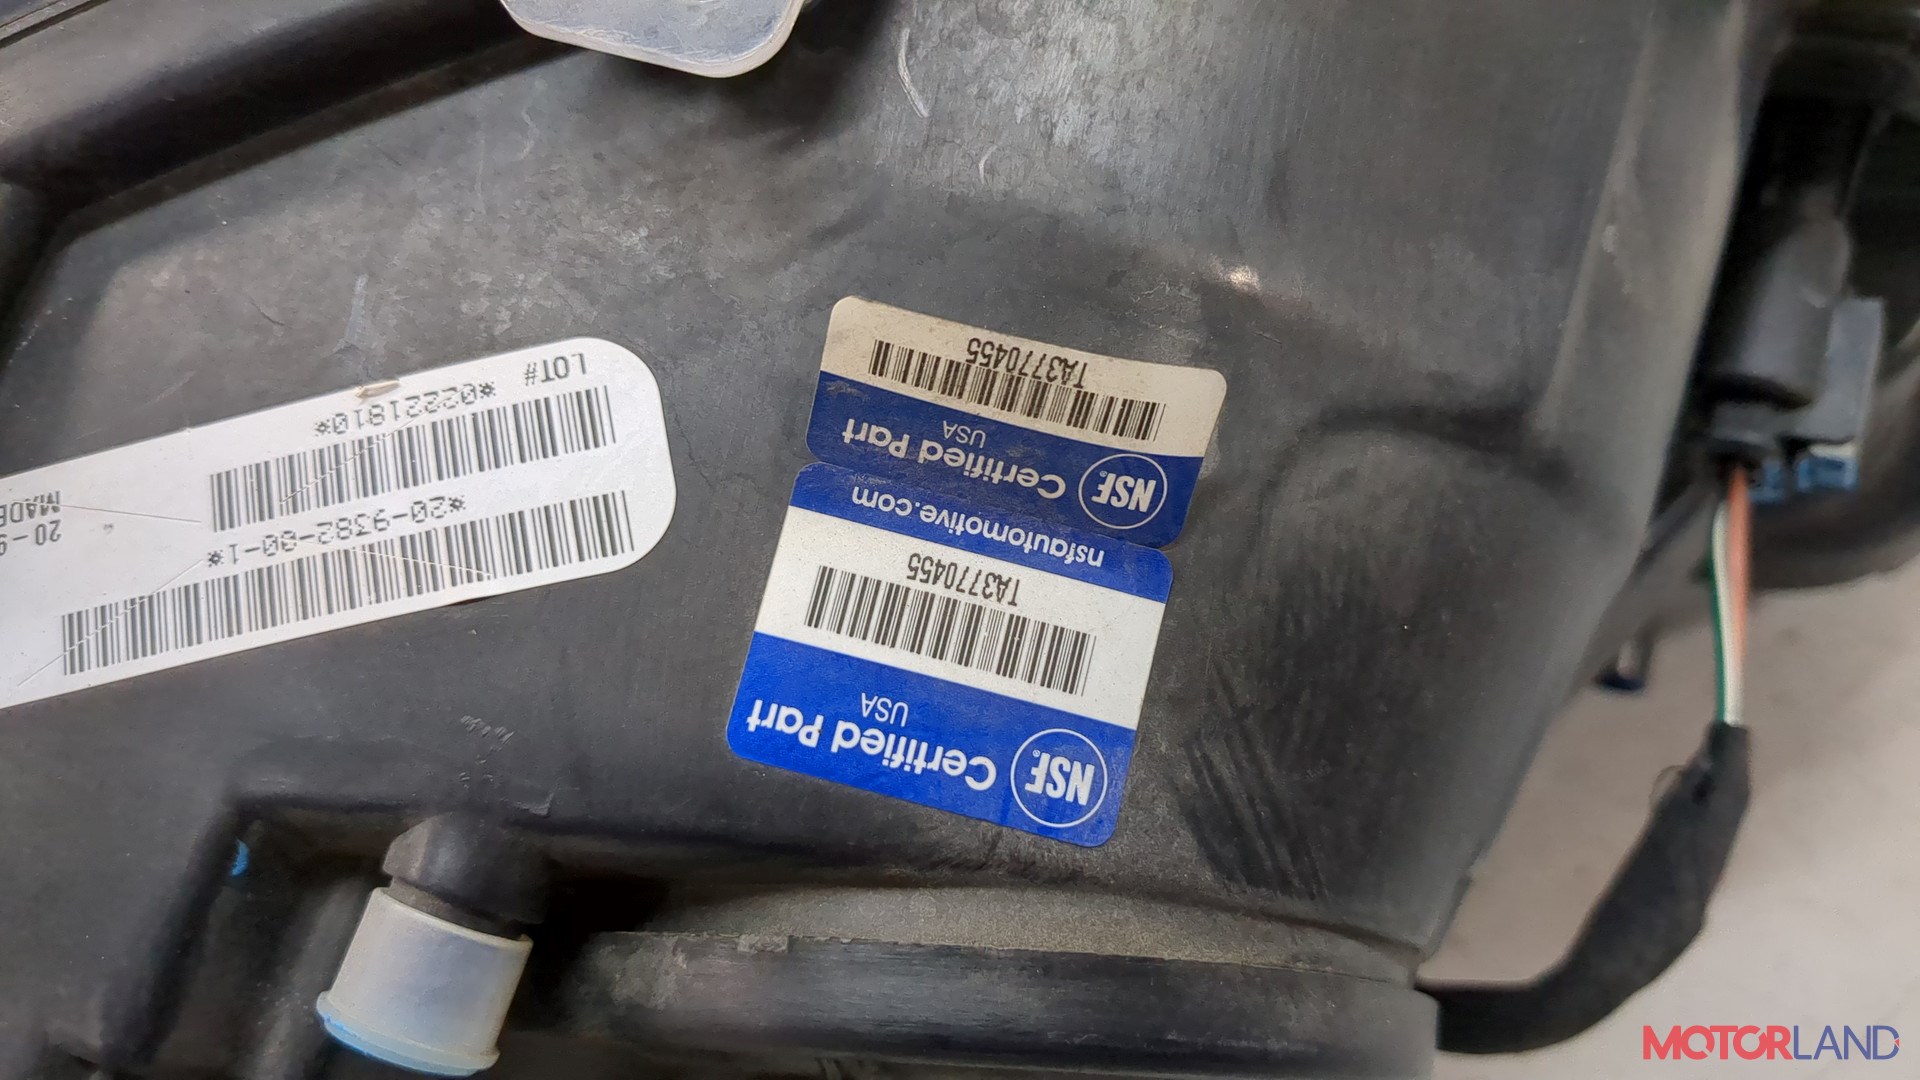 LOT#
*02221810*
*20-9382-00-1*
20-9
MADE
TA3770455
USA
NSF® Certified Part
nsfautomotive.com
TA3770455
USA
NSF® Certified Part
MOTORLAND